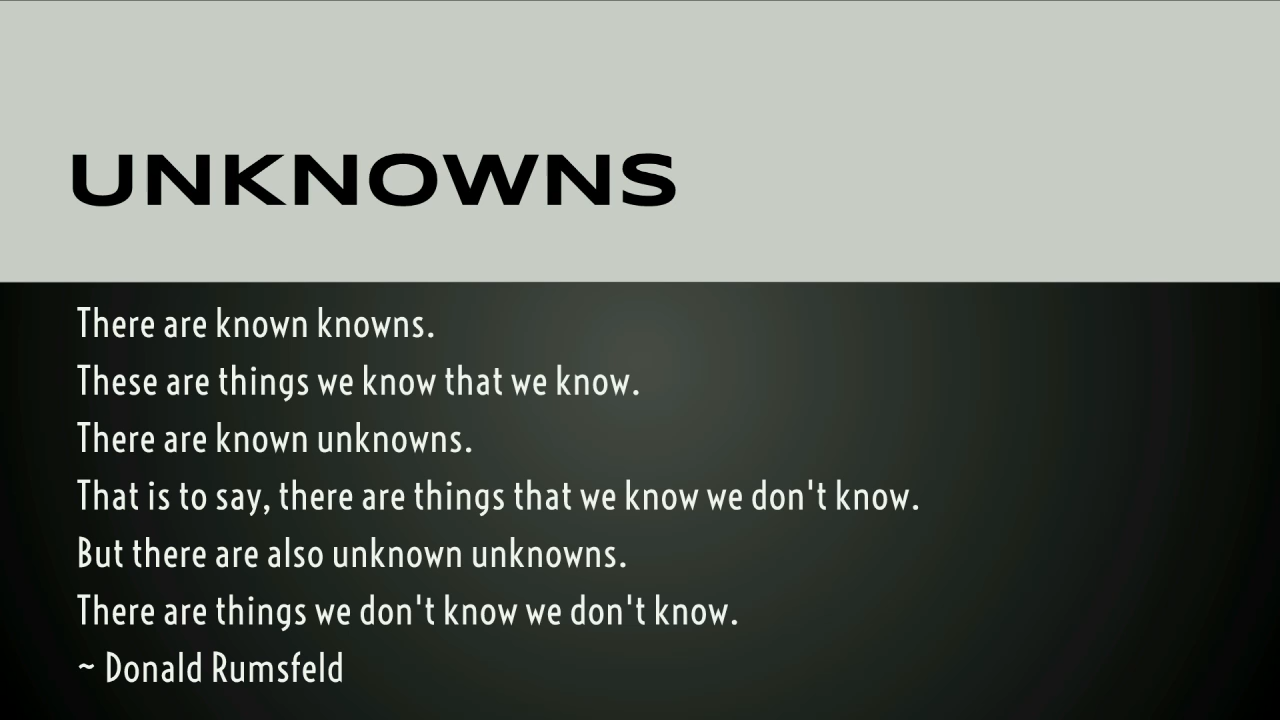 UNKNOWNS
There are known knowns.
These are things we know that we know.
There are known unknowns.
That is to say, there are things that we know we don't know.
But there are also unknown unknowns.
There are things we don't know we don't know.
~ Donald Rumsfeld